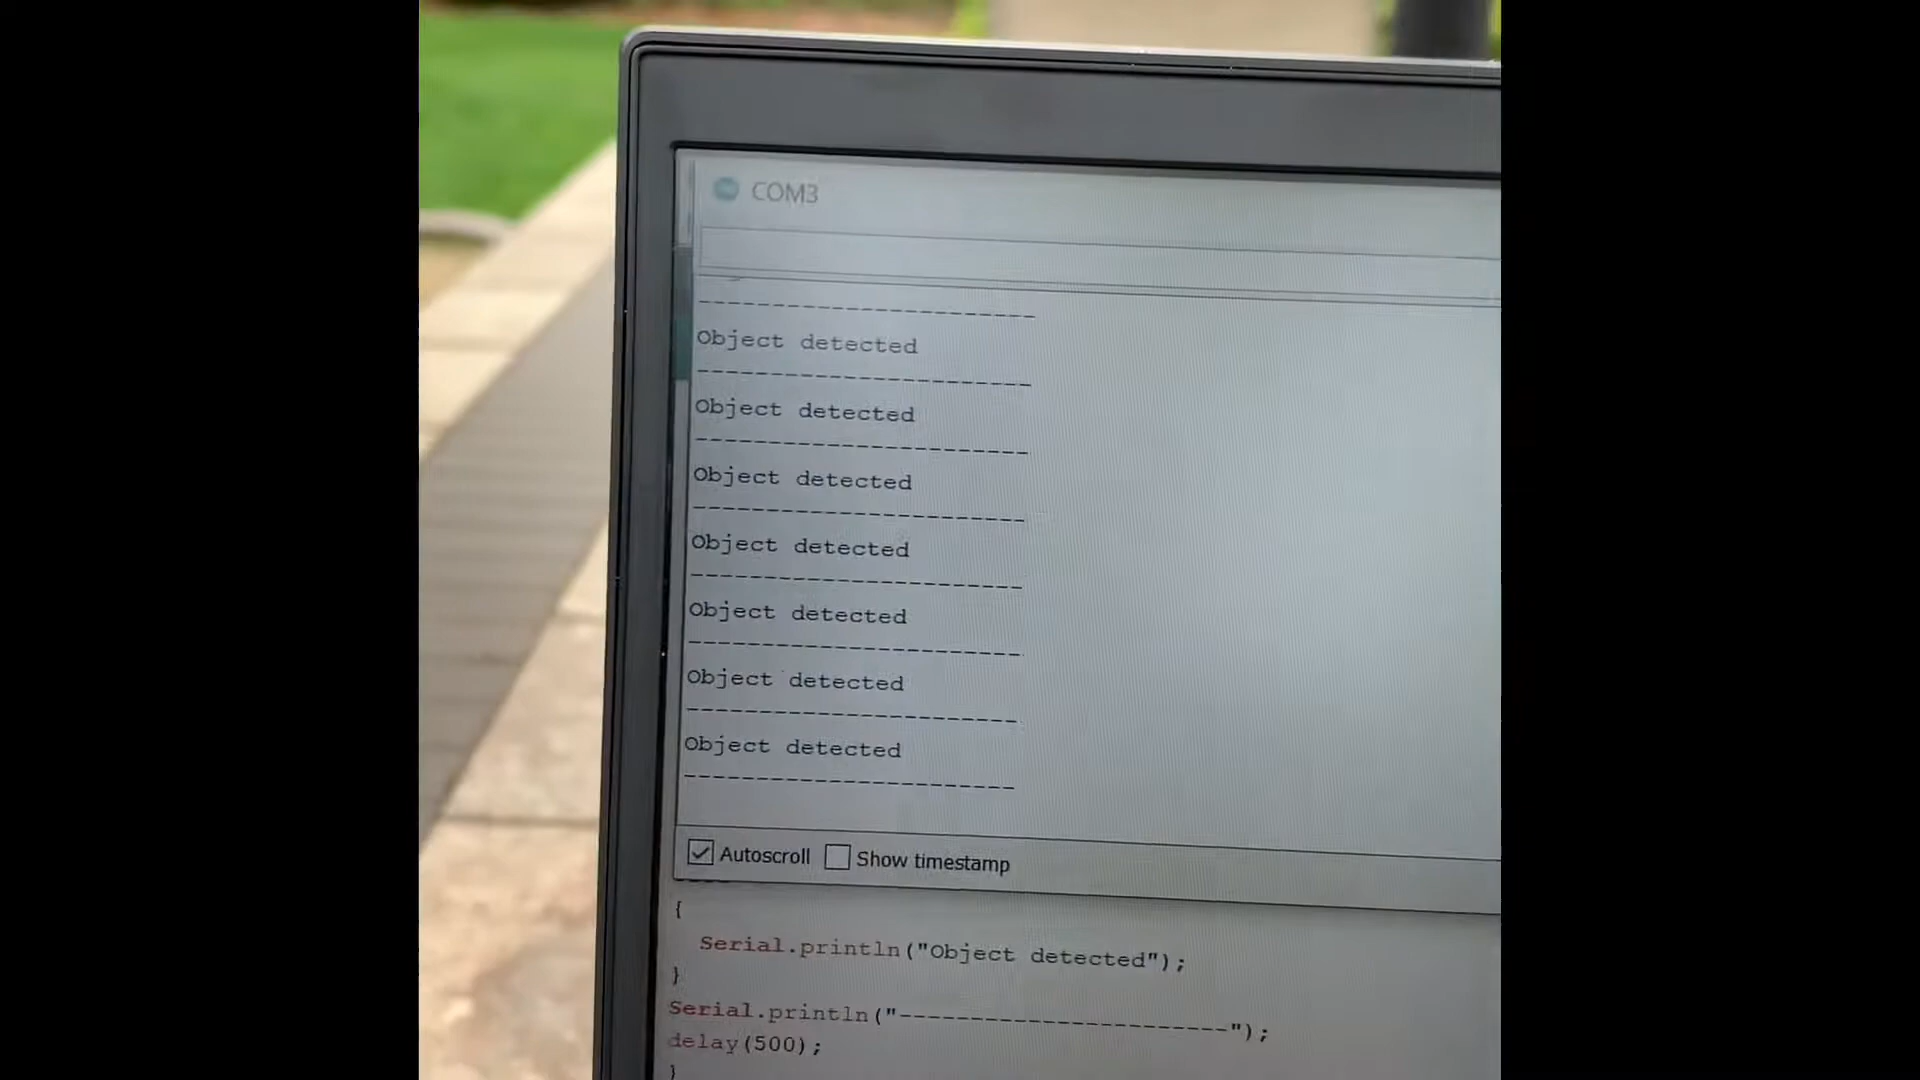 COM3
-----------------------
Object detected
-----------------------
Object detected
-----------------------
Object detected
-----------------------
Object detected
-----------------------
Object detected
-----------------------
Object detected
-----------------------
Object detected
-----------------------
Autoscroll Show timestamp
{
Serial.println("Object detected");
}
Serial.println("-----------------------");
delay(500);
}